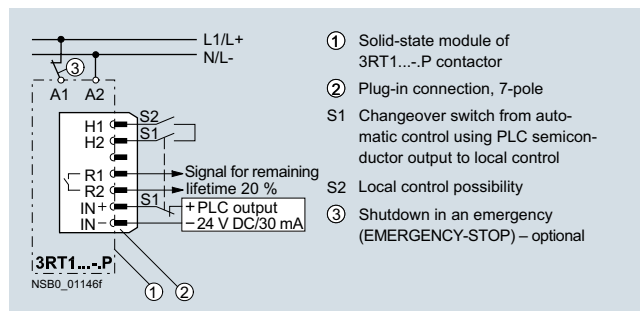 L1/L+
N/L-
③
A1 A2
H1 S2
H2 S1
R1 Signal for remaining
R2 lifetime 20 %
IN+ S1 + PLC output
IN− − 24 V DC/30 mA
3RT1...-.P
NSB0_01146f
① ②
① Solid-state module of
3RT1...-.P contactor
② Plug-in connection, 7-pole
S1 Changeover switch from auto-
matic control using PLC semicon-
ductor output to local control
S2 Local control possibility
③ Shutdown in an emergency
(EMERGENCY-STOP) – optional